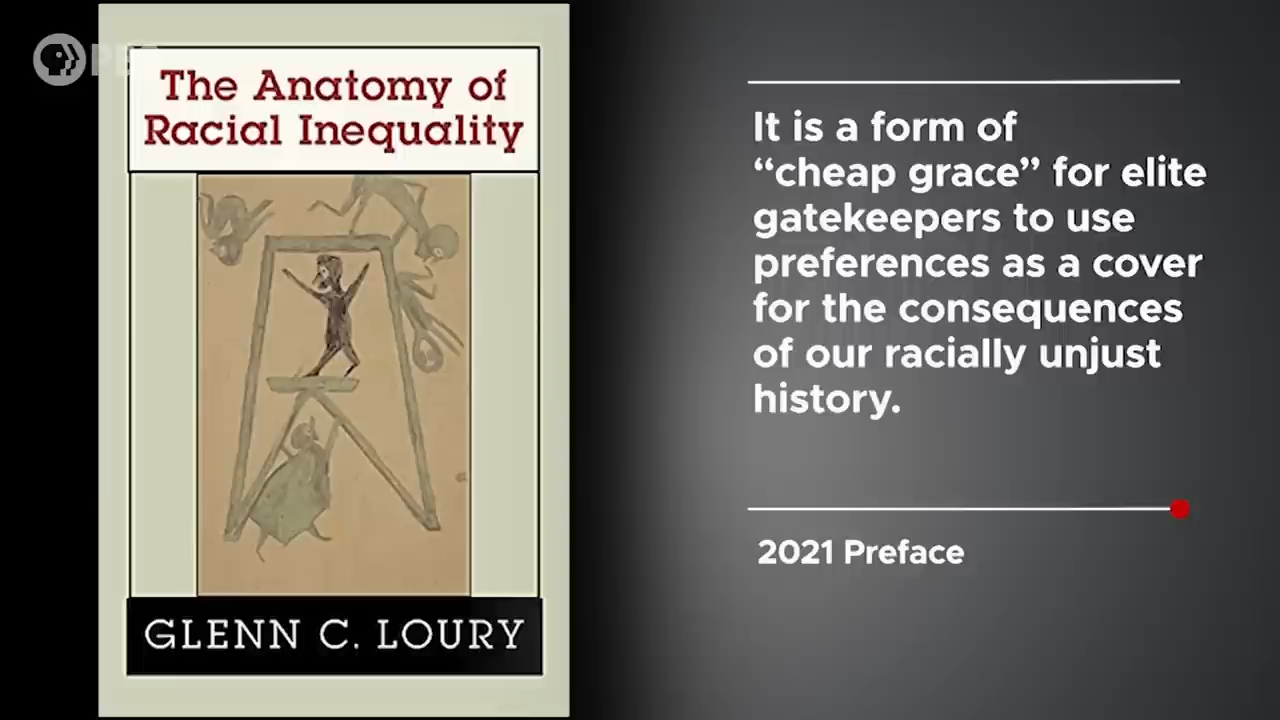 PBS
The Anatomy of
Racial Inequality
GLENN C. LOURY
It is a form of
“cheap grace” for elite
gatekeepers to use
preferences as a cover
for the consequences
of our racially unjust
history.
2021 Preface